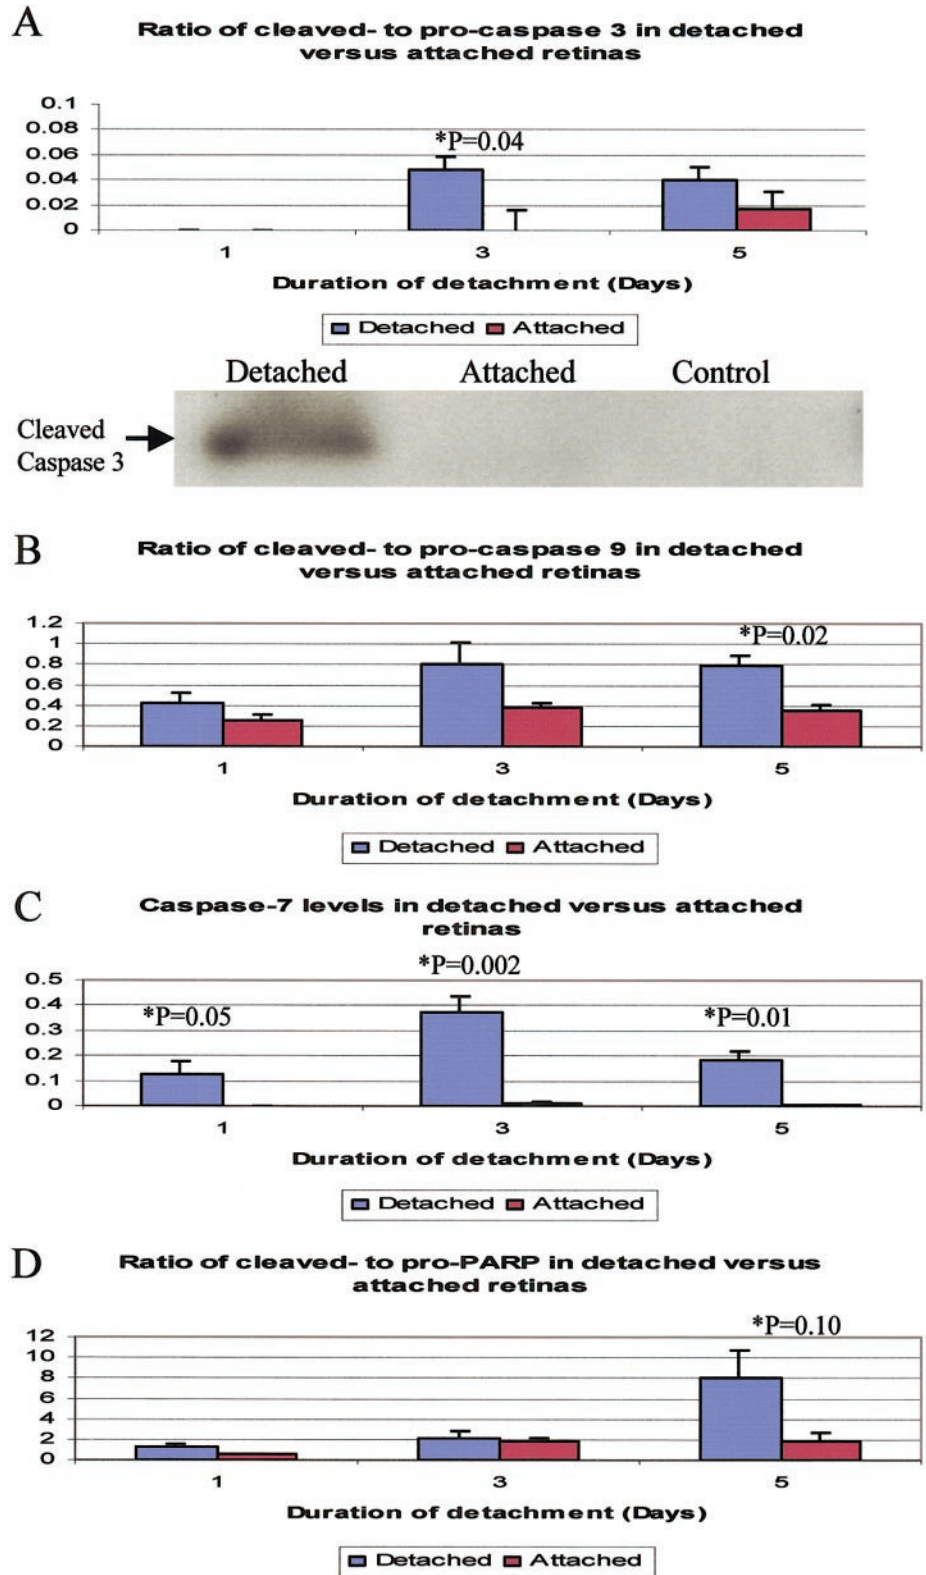 A
Ratio of cleaved- to pro-caspase 3 in detached
versus attached retinas
0.1
0.08
0.06
0.04
0.02
0
*P=0.04
1 3 5
Duration of detachment (Days)
Detached Attached
Detached Attached Control
Cleaved
Caspase 3
B
Ratio of cleaved- to pro-caspase 9 in detached
versus attached retinas
1.2
1
0.8
0.6
0.4
0.2
0
*P=0.02
1 3 5
Duration of detachment (Days)
Detached Attached
C
Caspase-7 levels in detached versus attached
retinas
0.5
0.4
0.3
0.2
0.1
0
*P=0.05
*P=0.002
*P=0.01
1 3 5
Duration of detachment (Days)
Detached Attached
D
Ratio of cleaved- to pro-PARP in detached versus
attached retinas
12
10
8
6
4
2
0
*P=0.10
1 3 5
Duration of detachment (Days)
Detached Attached